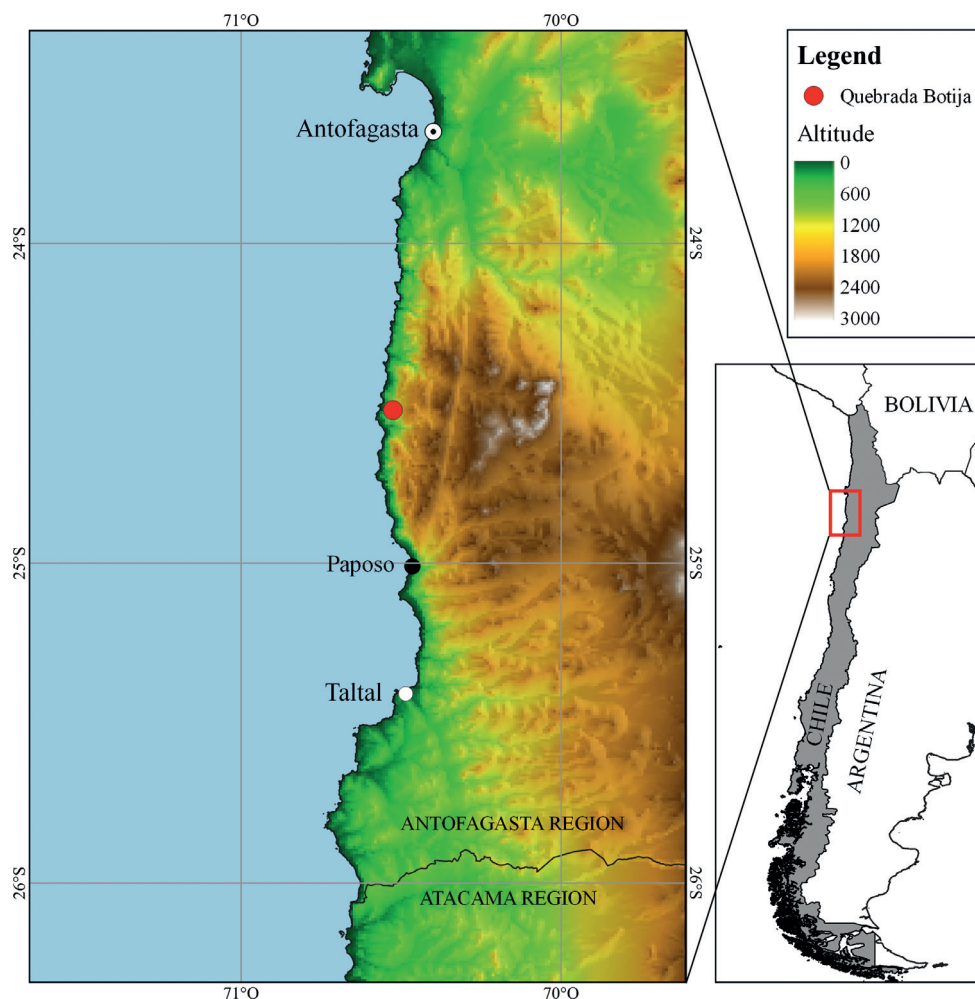 71°O
70°O
Legend
Quebrada Botija
Altitude
0
600
1200
1800
2400
3000
Antofagasta
24°S
24°S
BOLIVIA
25°S
Paposo
25°S
Taltal
CHILE
ARGENTINA
ANTOFAGASTA REGION
26°S
ATACAMA REGION
26°S
71°O
70°O